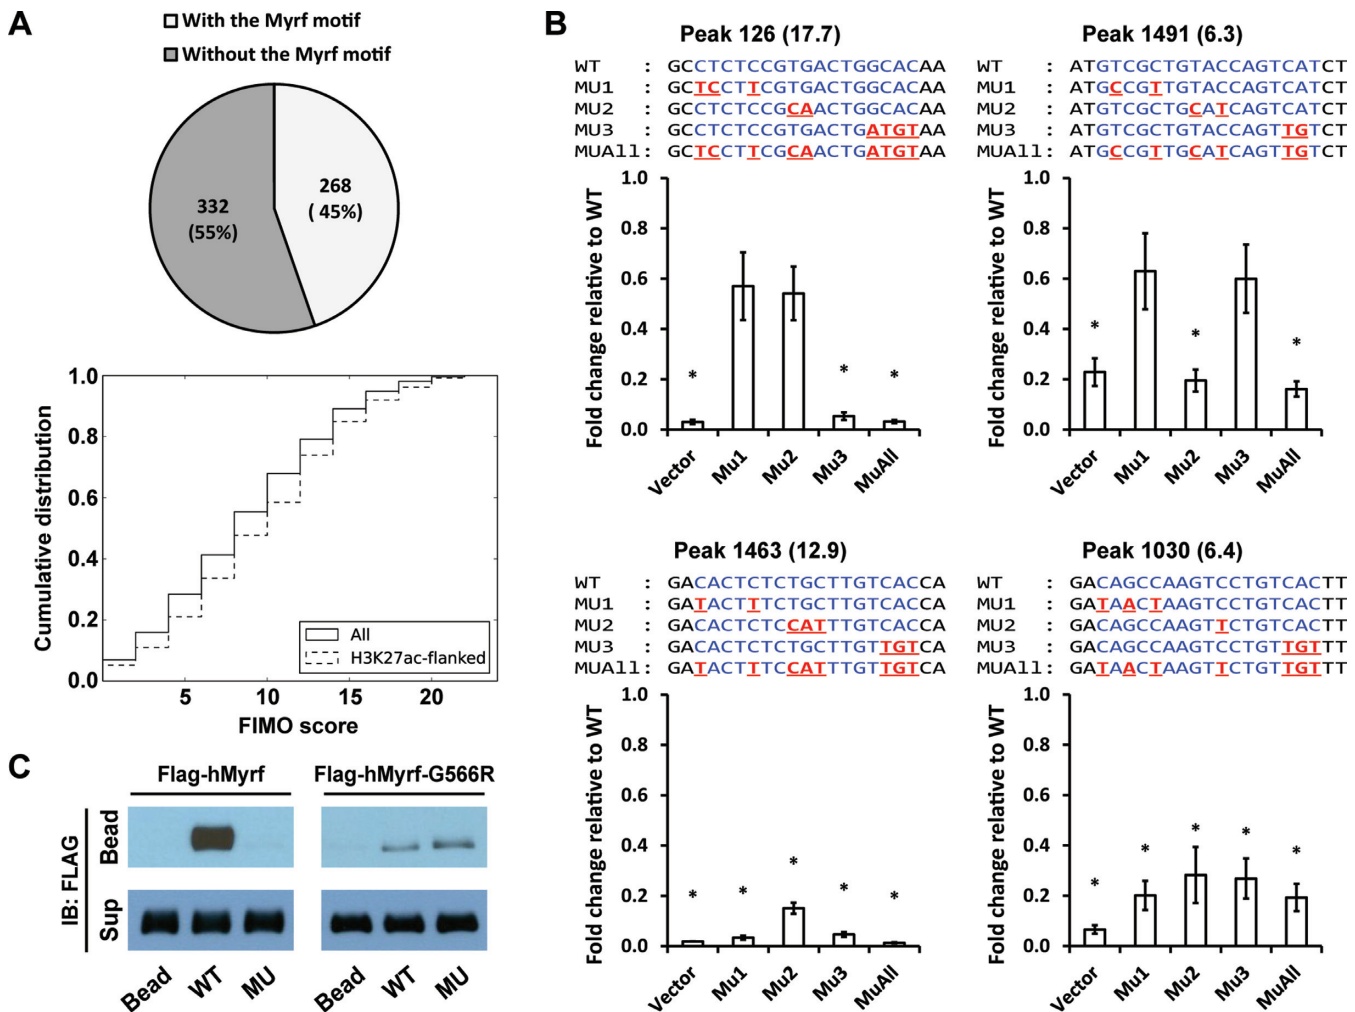 A
With the Myrf motif
Without the Myrf motif
268
( 45%)
332
(55%)
Cumulative distribution
1.0
0.8
0.6
0.4
0.2
0.0
All
H3K27ac-flanked
5
10
15
20
FIMO score
B
Peak 126 (17.7)
WT : GCCTCTCCGTGACTGGCACAA
MU1 : GCTCCTTCGTGACTGGCACAA
MU2 : GCCTCTCCGCAACTGGCACAA
MU3 : GCCTCTCCGTGACTGATGTAA
MUAll: GCTCCTTCGCAACTGATGTAA
Fold change relative to WT
1.0
0.8
0.6
0.4
0.2
0.0
* * *
Vector Mu1 Mu2 Mu3 MuAll
Peak 1491 (6.3)
WT : ATGTCGCTGTACCAGTCATCT
MU1 : ATGCCGTTGTACCAGTCATCT
MU2 : ATGTCGCTGCATCAGTCATCT
MU3 : ATGTCGCTGTACCAGTTGTCT
MUAll: ATGCCGTTGCATCAGTTGTCT
Fold change relative to WT
1.0
0.8
0.6
0.4
0.2
0.0
* * *
Vector Mu1 Mu2 Mu3 MuAll
Peak 1463 (12.9)
WT : GACACTCTCTGCTTGTCACCA
MU1 : GATACTTTCTGCTTGTCACCA
MU2 : GACACTCTCCATTTGTCACCA
MU3 : GACACTCTCTGCTTGTTGTCA
MUAll: GATACTTTCCATTTGTTGTCA
Fold change relative to WT
1.0
0.8
0.6
0.4
0.2
0.0
* * * * *
Vector Mu1 Mu2 Mu3 MuAll
Peak 1030 (6.4)
WT : GACAGCCAAGTCCTGTCACTT
MU1 : GATAACTAAGTCCTGTCACTT
MU2 : GACAGCCAAGTTCTGTCACTT
MU3 : GACAGCCAAGTCCTGTTGTTT
MUAll: GATAACTAAGTTCTGTTGTTT
Fold change relative to WT
1.0
0.8
0.6
0.4
0.2
0.0
* * * * *
Vector Mu1 Mu2 Mu3 MuAll
C
Flag-hMyrf
Flag-hMyrf-G566R
IB: FLAG
Bead
Sup
Bead WT MU
Bead WT MU